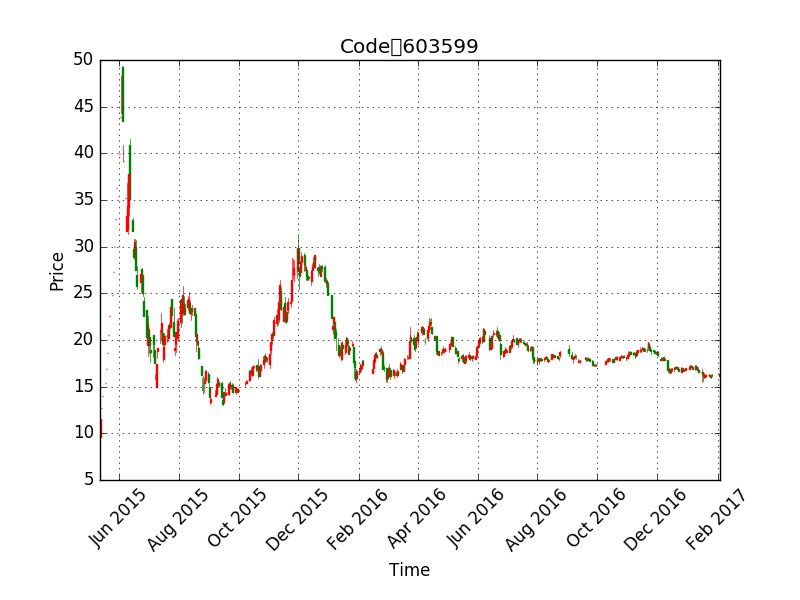 Code▯603599
50
45
40
35
30
25
20
15
10
5
Price
Jun 2015
Aug 2015
Oct 2015
Dec 2015
Feb 2016
Apr 2016
Jun 2016
Aug 2016
Oct 2016
Dec 2016
Feb 2017
Time